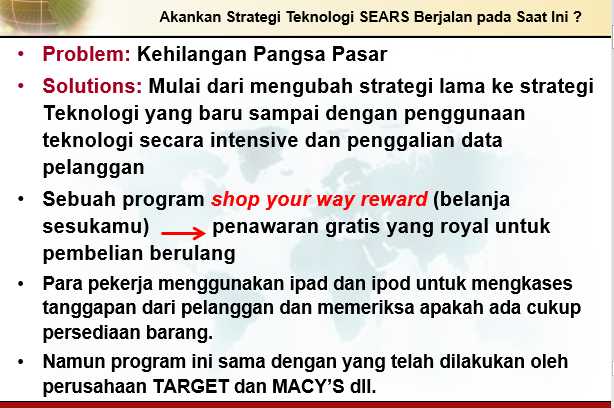 Akankan Strategi Teknologi SEARS Berjalan pada Saat Ini ?
• Problem: Kehilangan Pangsa Pasar
• Solutions: Mulai dari mengubah strategi lama ke strategi
Teknologi yang baru sampai dengan penggunaan
teknologi secara intensive dan penggalian data
pelanggan
• Sebuah program shop your way reward (belanja
sesukamu) → penawaran gratis yang royal untuk
pembelian berulang
• Para pekerja menggunakan ipad dan ipod untuk mengkases
tanggapan dari pelanggan dan memeriksa apakah ada cukup
persediaan barang.
• Namun program ini sama dengan yang telah dilakukan oleh
perusahaan TARGET dan MACY'S dll.